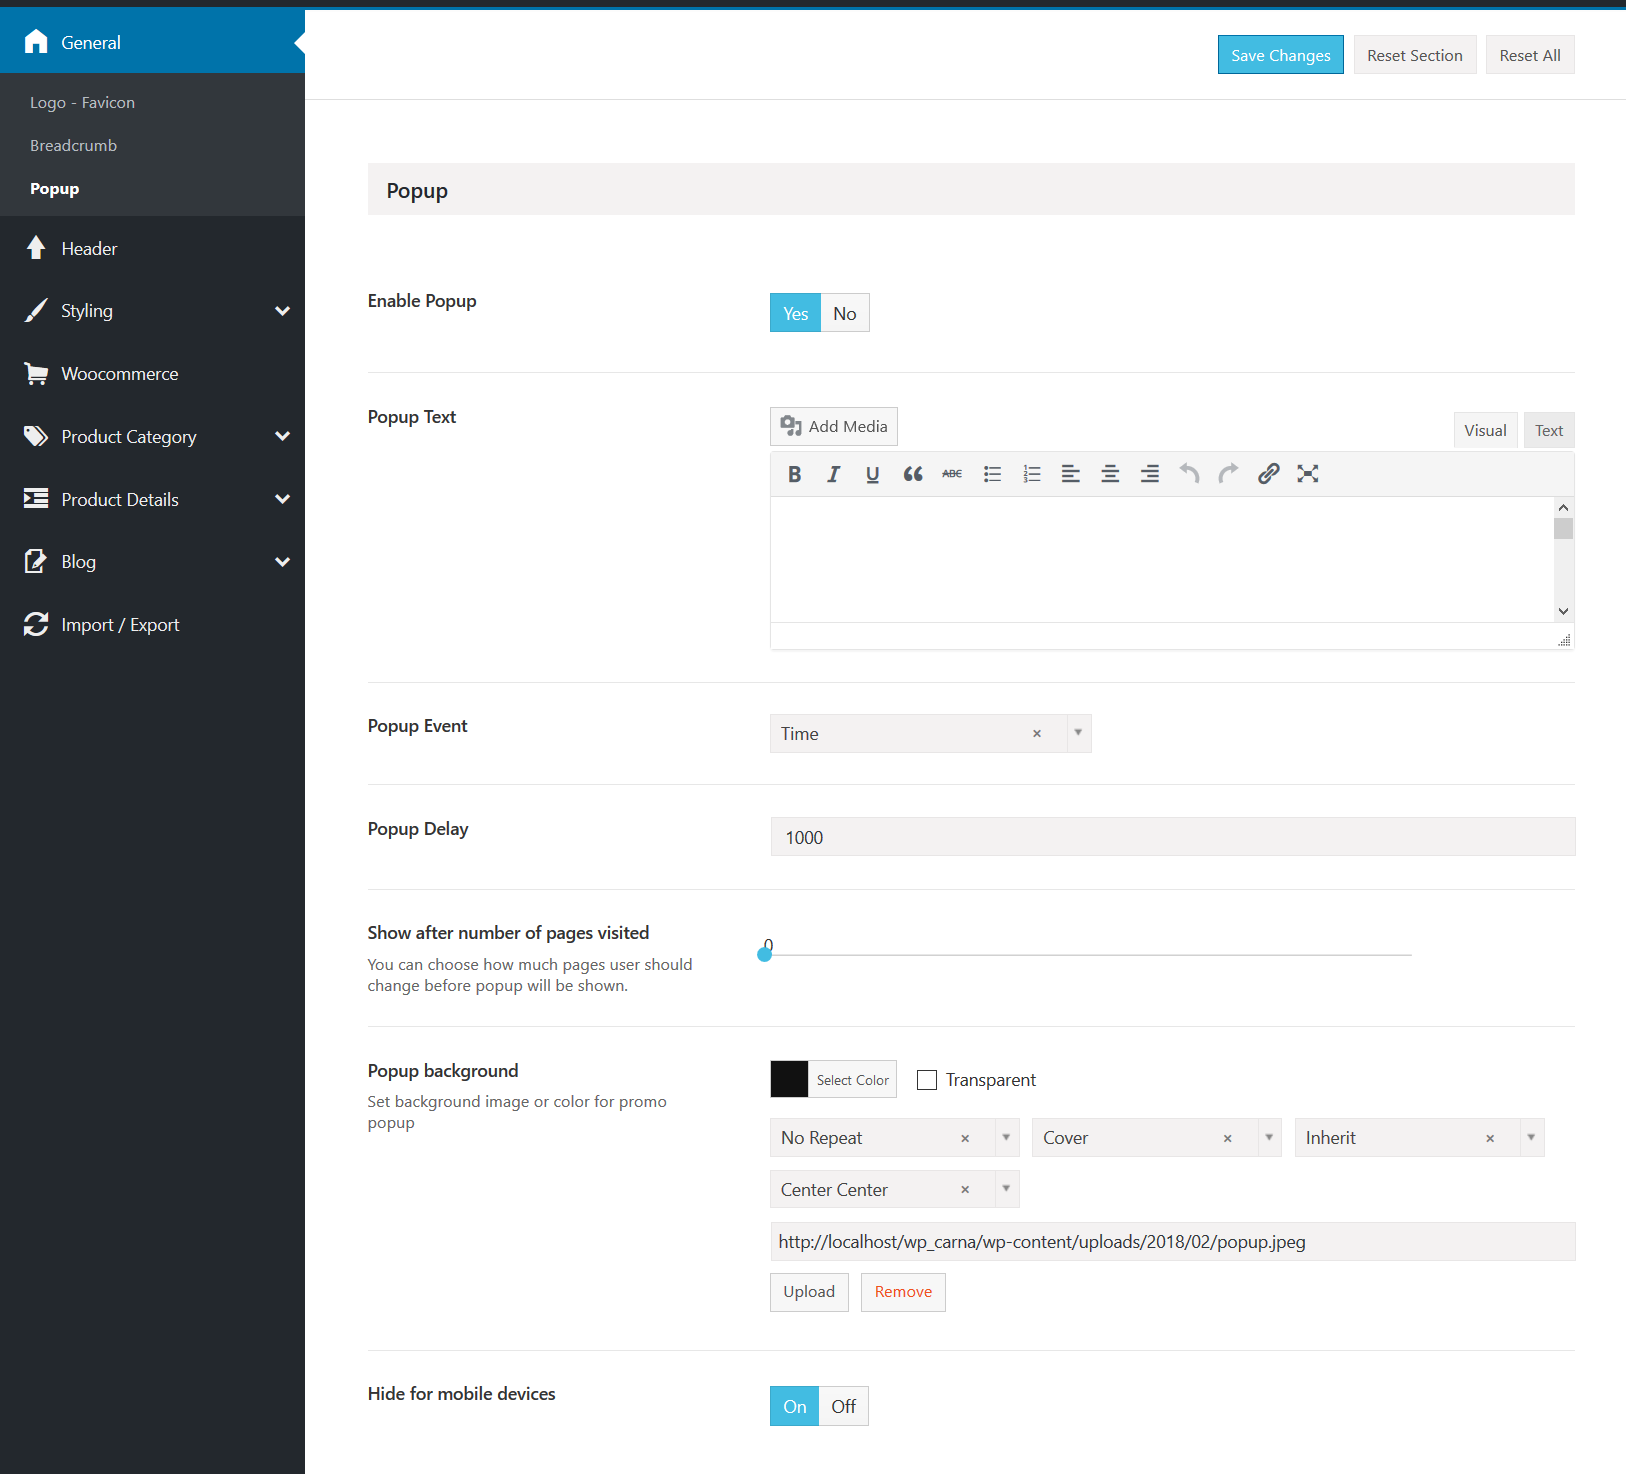 General
Logo - Favicon
Breadcrumb
Popup
Header
Styling
Woocommerce
Product Category
Product Details
Blog
Import / Export
Save Changes
Reset Section
Reset All
Popup
Enable Popup
Yes
No
Popup Text
Add Media
Visual
Text
B I U ABC
Popup Event
Time
Popup Delay
1000
Show after number of pages visited
You can choose how much pages user should
change before popup will be shown.
0
Popup background
Set background image or color for promo
popup
Select Color
Transparent
No Repeat
Cover
Inherit
Center Center
http://localhost/wp_carna/wp-content/uploads/2018/02/popup.jpeg
Upload
Remove
Hide for mobile devices
On
Off